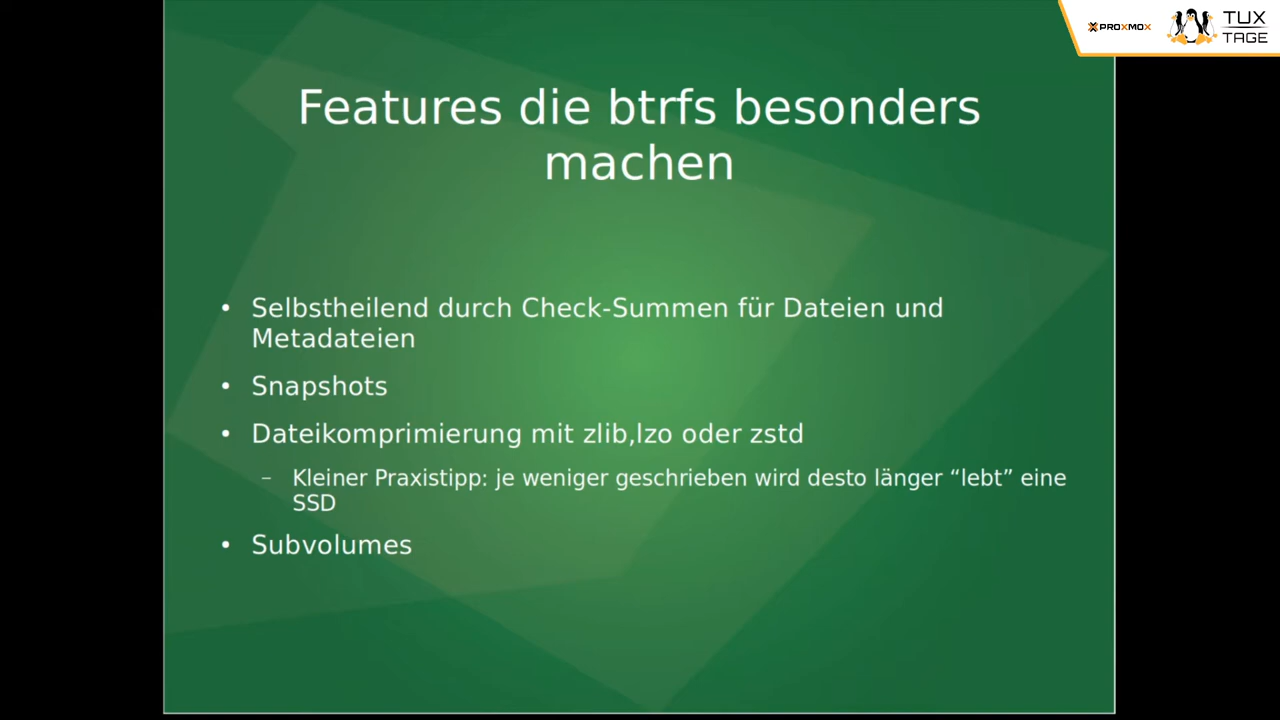 PROXMOX
TUX
TAGE
Features die btrfs besonders
machen
• Selbstheilend durch Check-Summen für Dateien und
Metadateien
• Snapshots
• Dateikomprimierung mit zlib,lzo oder zstd
– Kleiner Praxistipp: je weniger geschrieben wird desto länger “lebt” eine
SSD
• Subvolumes